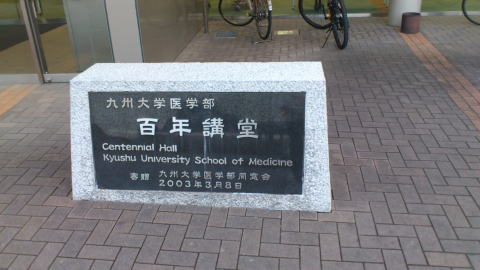 九州大学医学部
百年講堂
Centennial Hall
Kyushu University School of Medicine
寄贈 九州大学医学部同窓会
2003年3月8日